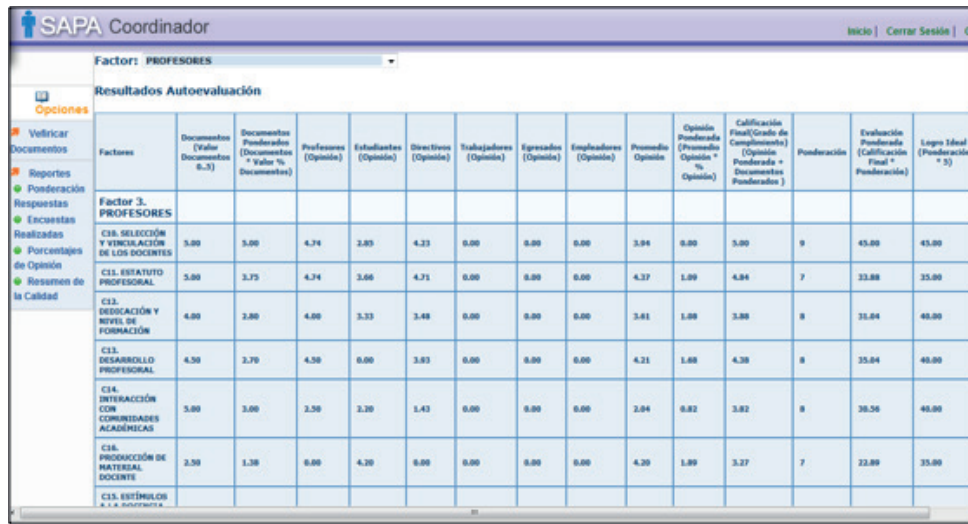 SAPA Coordinador
Inicio | Cerrar Sesión |
Factor: PROFESORES
Resultados Autoevaluación
Opciones
Vefiricar
Documentos
Reportes
Ponderación
Respuestas
Encuestas
Realizadas
Porcentajes
de Opinión
Resumen de
la Calidad
Factores
Documentos
(Valor
Documentos
0..5)
Documentos
Ponderados
(Documentos
* Valor %
Documentos)
Profesores
(Opinión)
Estudiantes
(Opinión)
Directivos
(Opinión)
Trabajadores
(Opinión)
Egresados
(Opinión)
Empleadores
(Opinión)
Promedio
Opinión
Opinión
Ponderada
(Promedio
Opinión *
%
Opinión)
Calificación
Final(Grado de
Cumplimiento)
(Opinión
Ponderada +
Documentos
Ponderados )
Ponderación
Evaluación
Ponderada
(Calificación
Final *
Ponderación)
Logro Ideal
(Ponderación
* 5)
Factor 3.
PROFESORES
C10. SELECCIÓN
Y VINCULACIÓN
DE LOS DOCENTES
5.00 5.00 4.74 2.85 4.23 0.00 0.00 0.00 3.94 0.00 5.00 9 45.00 45.00
C11. ESTATUTO
PROFESORAL
5.00 3.75 4.74 3.66 4.71 0.00 0.00 0.00 4.37 1.09 4.84 7 33.88 35.00
C12.
DEDICACIÓN Y
NIVEL DE
FORMACIÓN
4.00 2.80 4.00 3.33 3.48 0.00 0.00 0.00 3.61 1.08 3.88 8 31.04 40.00
C13.
DESARROLLO
PROFESORAL
4.50 2.70 4.50 0.00 3.93 0.00 0.00 0.00 4.21 1.68 4.38 8 35.04 40.00
C14.
INTERACCIÓN
CON
COMUNIDADES
ACADÉMICAS
5.00 3.00 2.50 2.20 1.43 0.00 0.00 0.00 2.04 0.82 3.82 8 30.56 40.00
C16.
PRODUCCIÓN DE
MATERIAL
DOCENTE
2.50 1.38 0.00 4.20 0.00 0.00 0.00 0.00 4.20 1.89 3.27 7 22.89 35.00
C15. ESTÍMULOS
A LA DOCENCIA